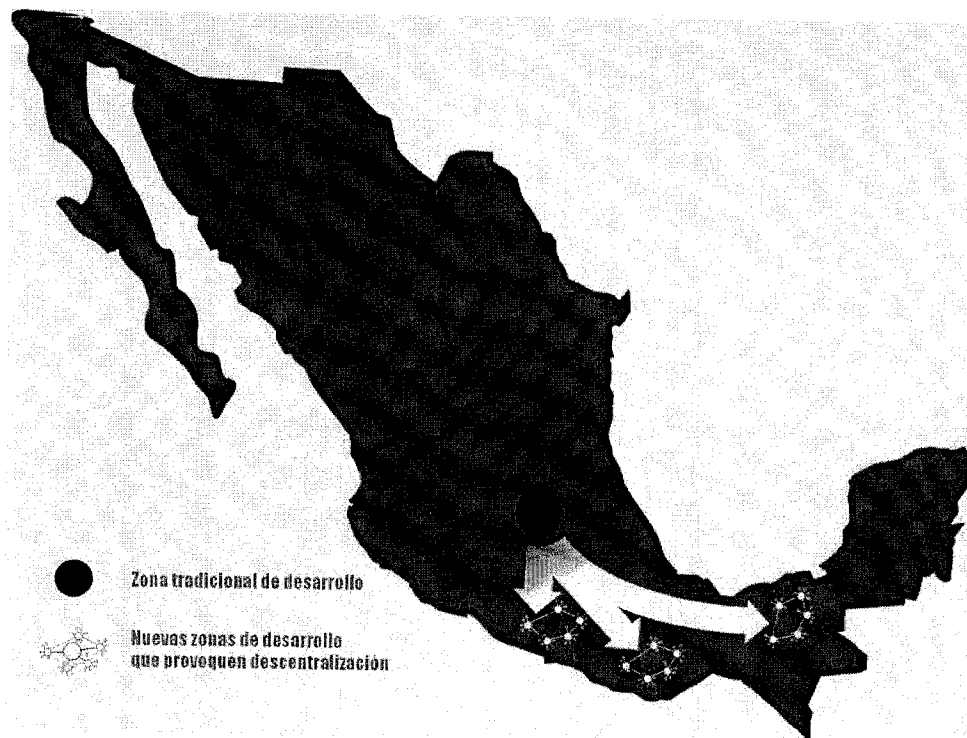 Zona tradicional de desarrollo
Nuevas zonas de desarrollo
que provoquen descentralización